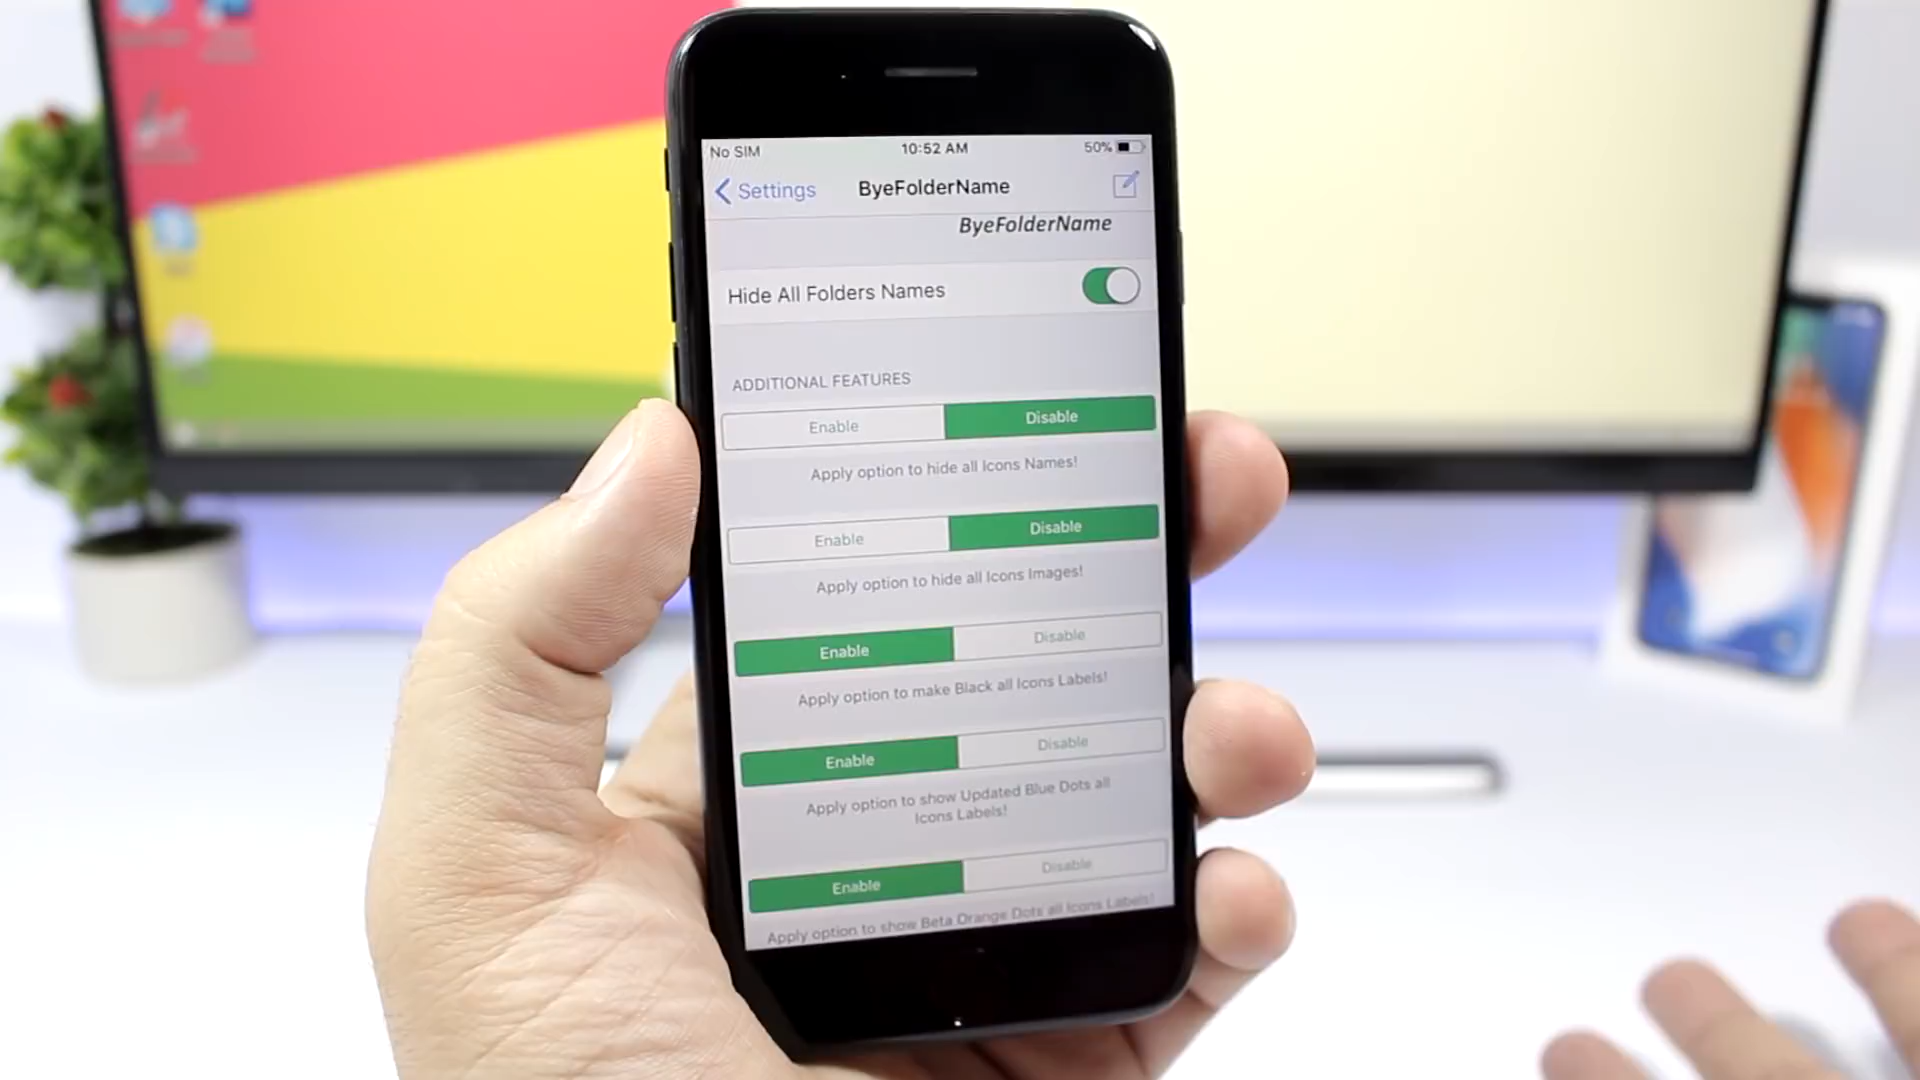 No SIM 10:52 AM 50%
Settings ByeFolderName
ByeFolderName
Hide All Folders Names
ADDITIONAL FEATURES
Enable Disable
Apply option to hide all Icons Names!
Enable Disable
Apply option to hide all Icons Images!
Enable Disable
Apply option to make Black all Icons Labels!
Enable Disable
Apply option to show Updated Blue Dots all
Icons Labels!
Enable Disable
Apply option to show Beta Orange Dots all Icons Labels!